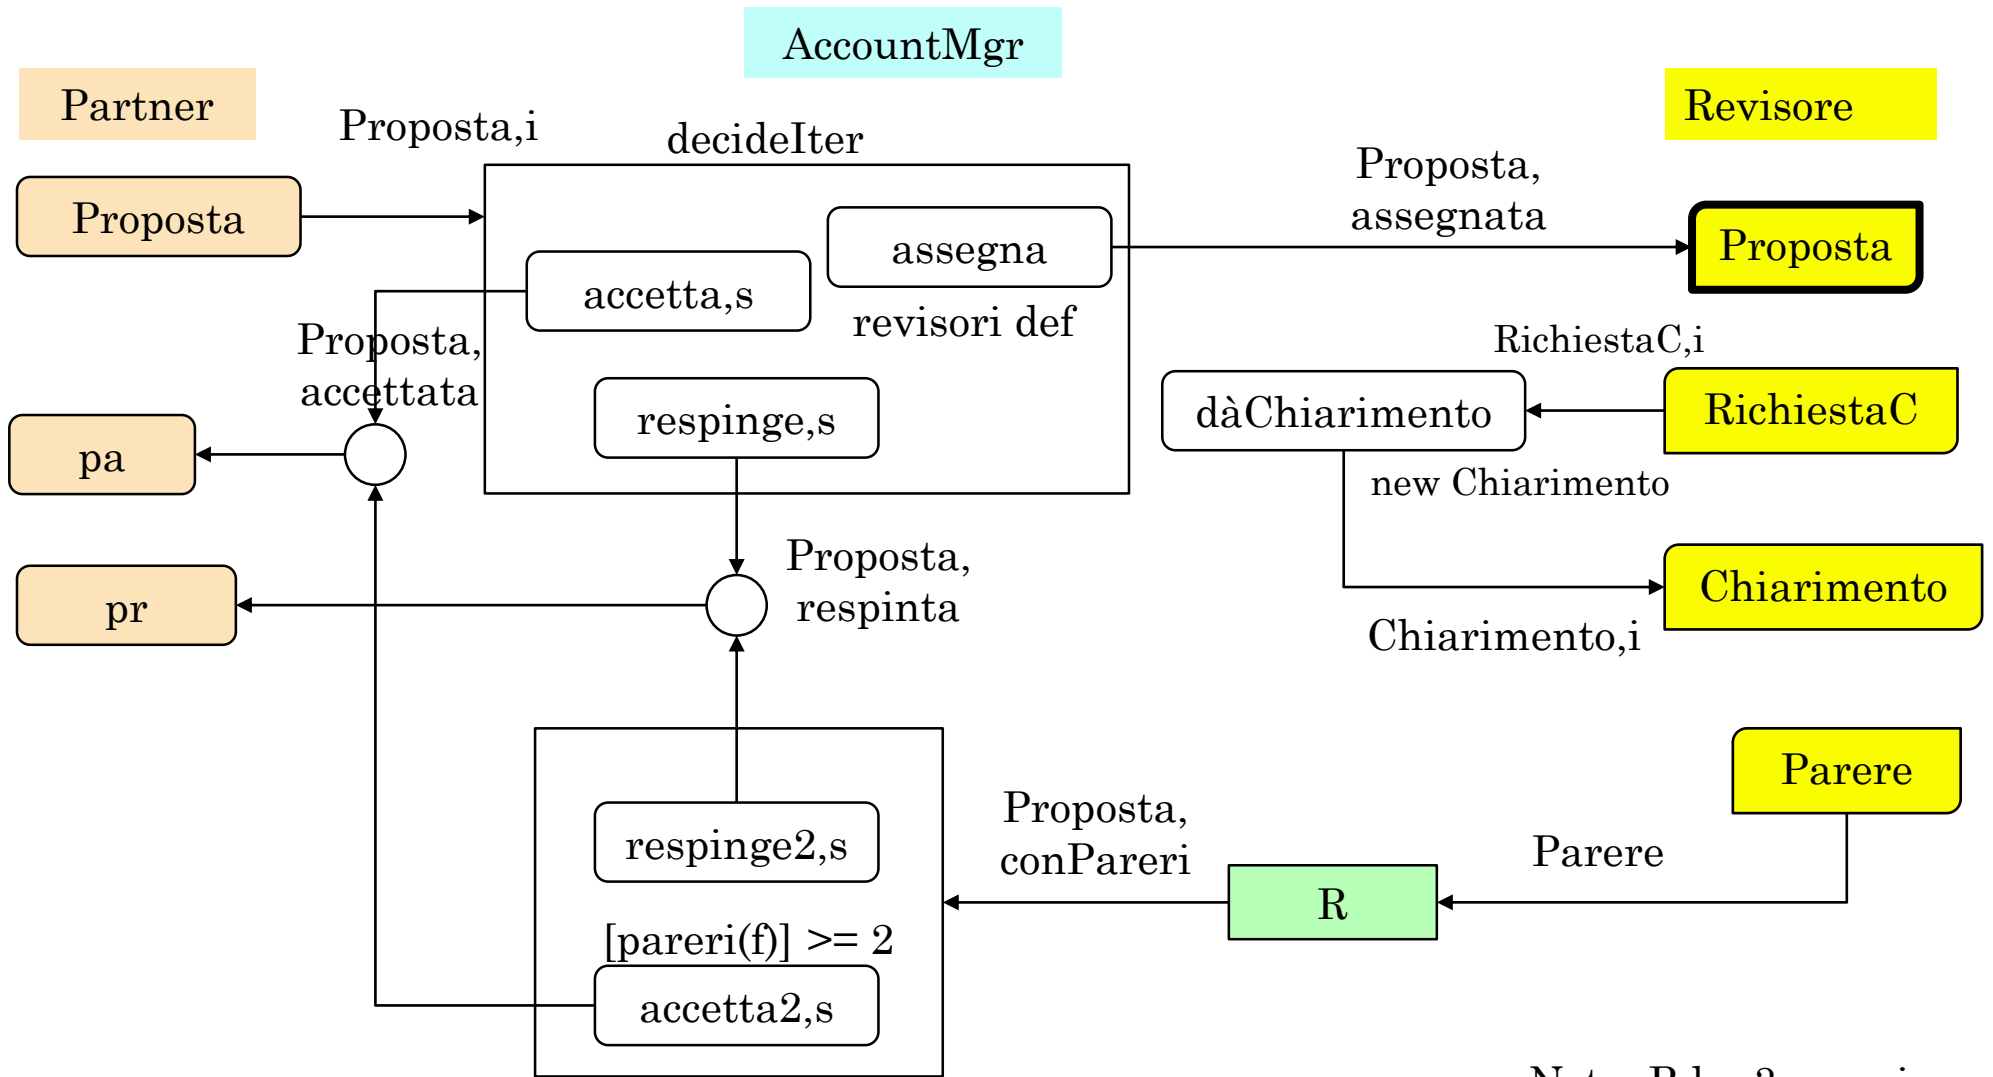 AccountMgr
Partner
Revisore
Proposta,i
decideIter
Proposta,
assegnata
Proposta
assegna
Proposta
accetta,s
revisori def
Proposta,
accettata
RichiestaC,i
respinge,s
dàChiarimento
RichiestaC
pa
new Chiarimento
Proposta,
respinta
Chiarimento
pr
Chiarimento,i
Parere
Proposta,
conPareri
respinge2,s
Parere
R
[pareri(f)] >= 2
accetta2,s